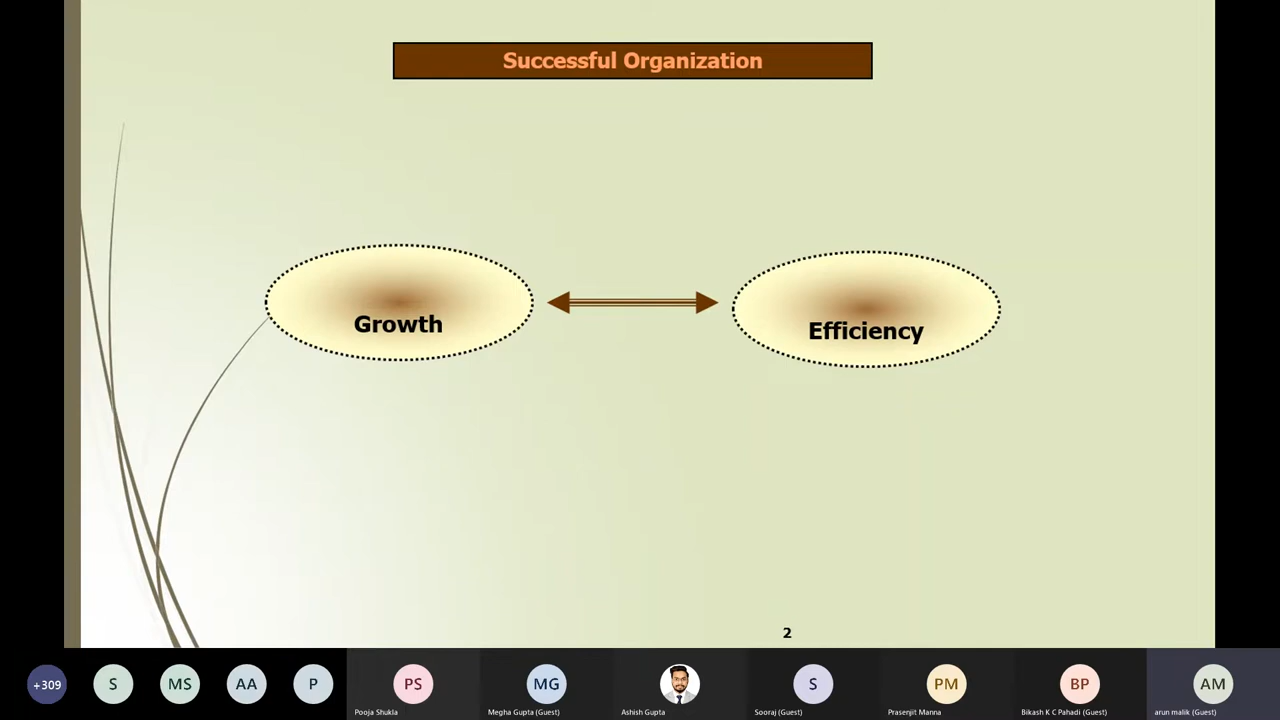 Successful Organization
Growth
Efficiency
2
+309
S
MS
AA
P
PS
MG
S
PM
BP
AM
Pooja Shukla
Megha Gupta (Guest)
Ashish Gupta
Sooraj (Guest)
Prasenjit Manna
Bikash K C Pahadi (Guest)
arun malik (Guest)